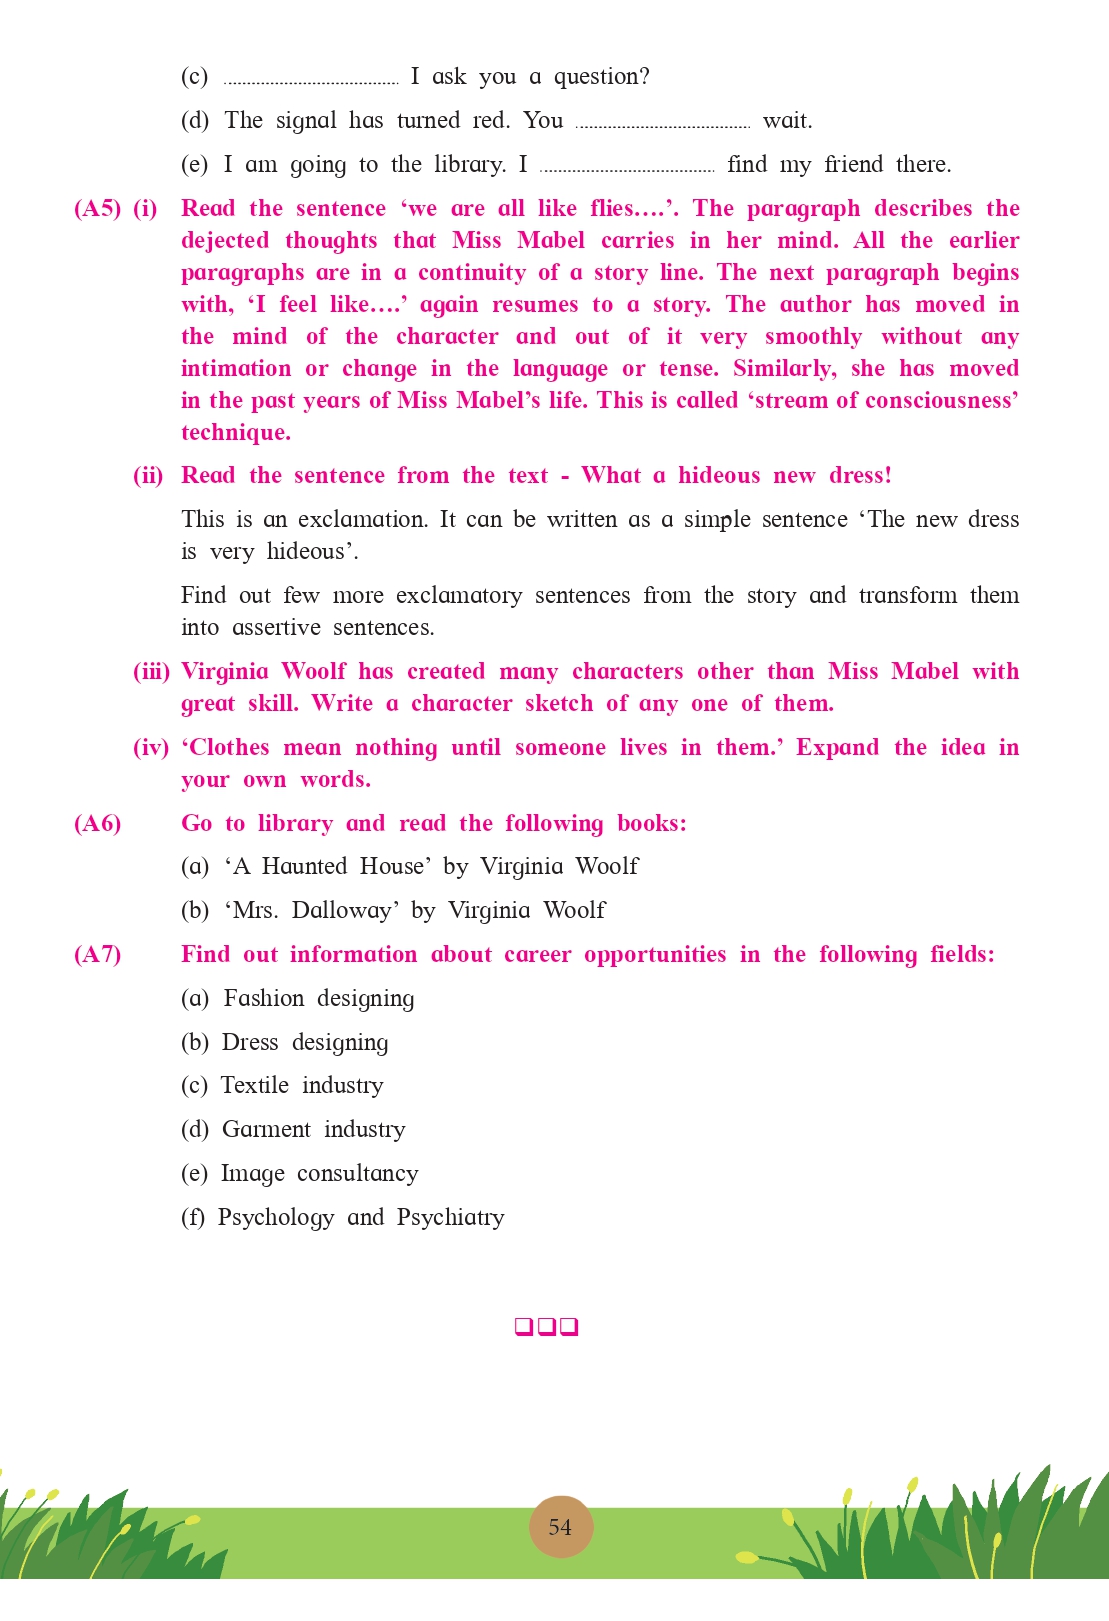 (c) .................................... I ask you a question?
(d) The signal has turned red. You .................................... wait.
(e) I am going to the library. I .................................... find my friend there.
(A5) (i) Read the sentence ‘we are all like flies....’. The paragraph describes the
dejected thoughts that Miss Mabel carries in her mind. All the earlier
paragraphs are in a continuity of a story line. The next paragraph begins
with, ‘I feel like....’ again resumes to a story. The author has moved in
the mind of the character and out of it very smoothly without any
intimation or change in the language or tense. Similarly, she has moved
in the past years of Miss Mabel’s life. This is called ‘stream of consciousness’
technique.
(ii) Read the sentence from the text - What a hideous new dress!
This is an exclamation. It can be written as a simple sentence ‘The new dress
is very hideous’.
Find out few more exclamatory sentences from the story and transform them
into assertive sentences.
(iii) Virginia Woolf has created many characters other than Miss Mabel with
great skill. Write a character sketch of any one of them.
(iv) ‘Clothes mean nothing until someone lives in them.’ Expand the idea in
your own words.
(A6) Go to library and read the following books:
(a) ‘A Haunted House’ by Virginia Woolf
(b) ‘Mrs. Dalloway’ by Virginia Woolf
(A7) Find out information about career opportunities in the following fields:
(a) Fashion designing
(b) Dress designing
(c) Textile industry
(d) Garment industry
(e) Image consultancy
(f) Psychology and Psychiatry
❑❑❑
54